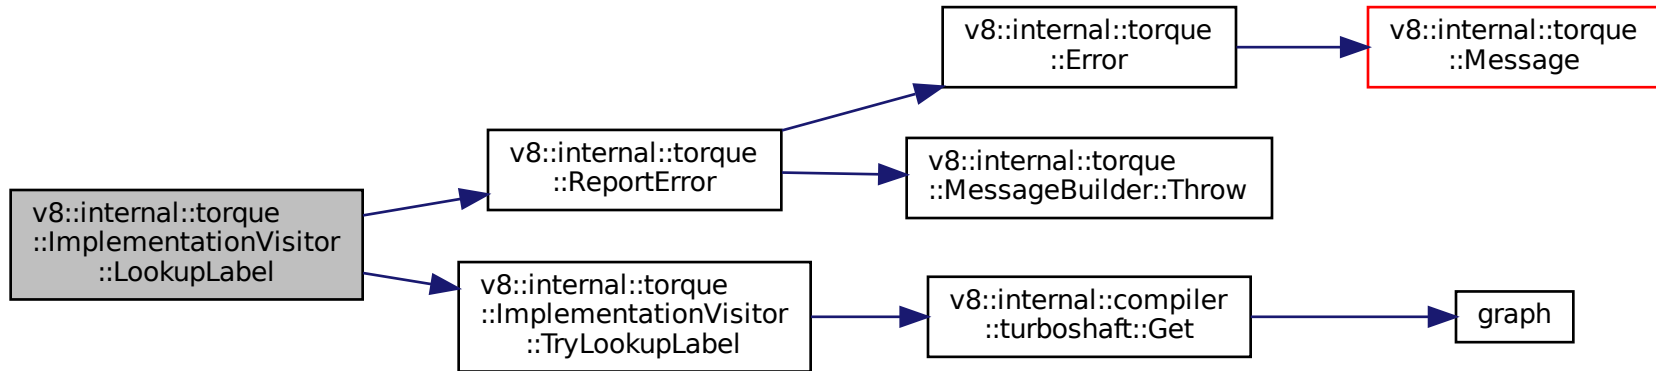 v8::internal::torque
::ImplementationVisitor
::LookupLabel
v8::internal::torque
::ReportError
v8::internal::torque
::Error
v8::internal::torque
::Message
v8::internal::torque
::MessageBuilder::Throw
v8::internal::torque
::ImplementationVisitor
::TryLookupLabel
v8::internal::compiler
::turboshaft::Get
graph